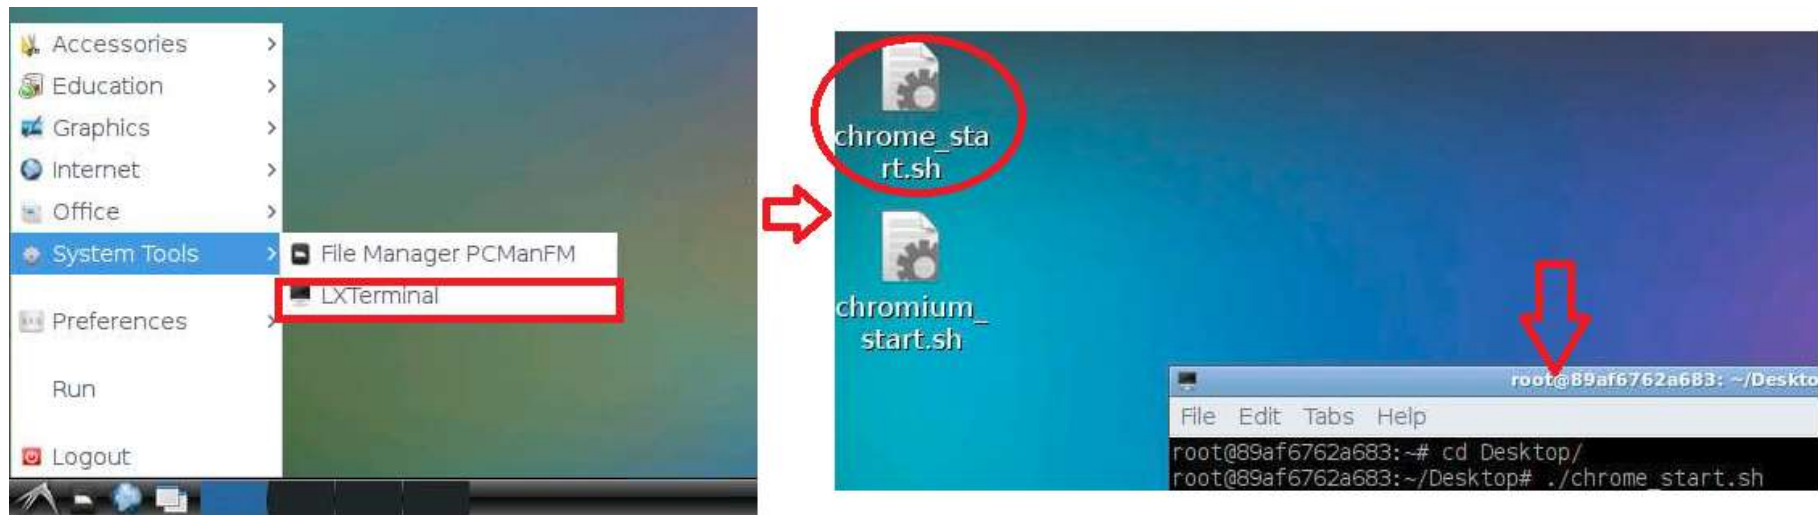 Accessories
Education
Graphics
Internet
Office
System Tools
File Manager PCManFM
LXTerminal
Preferences
Run
Logout
chrome_sta
rt.sh
chromium_
start.sh
root@89af6762a683: ~/Deskto
File Edit Tabs Help
root@89af6762a683:~# cd Desktop/
root@89af6762a683:~/Desktop# ./chrome_start.sh